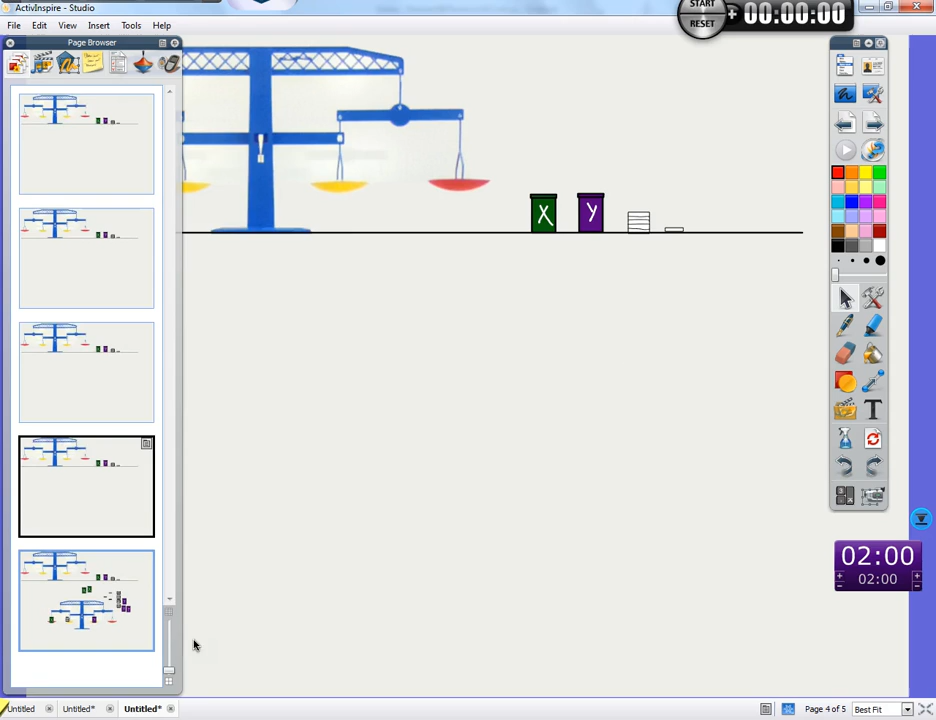 ActivInspire - Studio
START
RESET
00:00:00
File Edit View Insert Tools Help
Page Browser
X Y
T
02:00
02:00
Untitled Untitled* Untitled*
Page 4 of 5 Best Fit